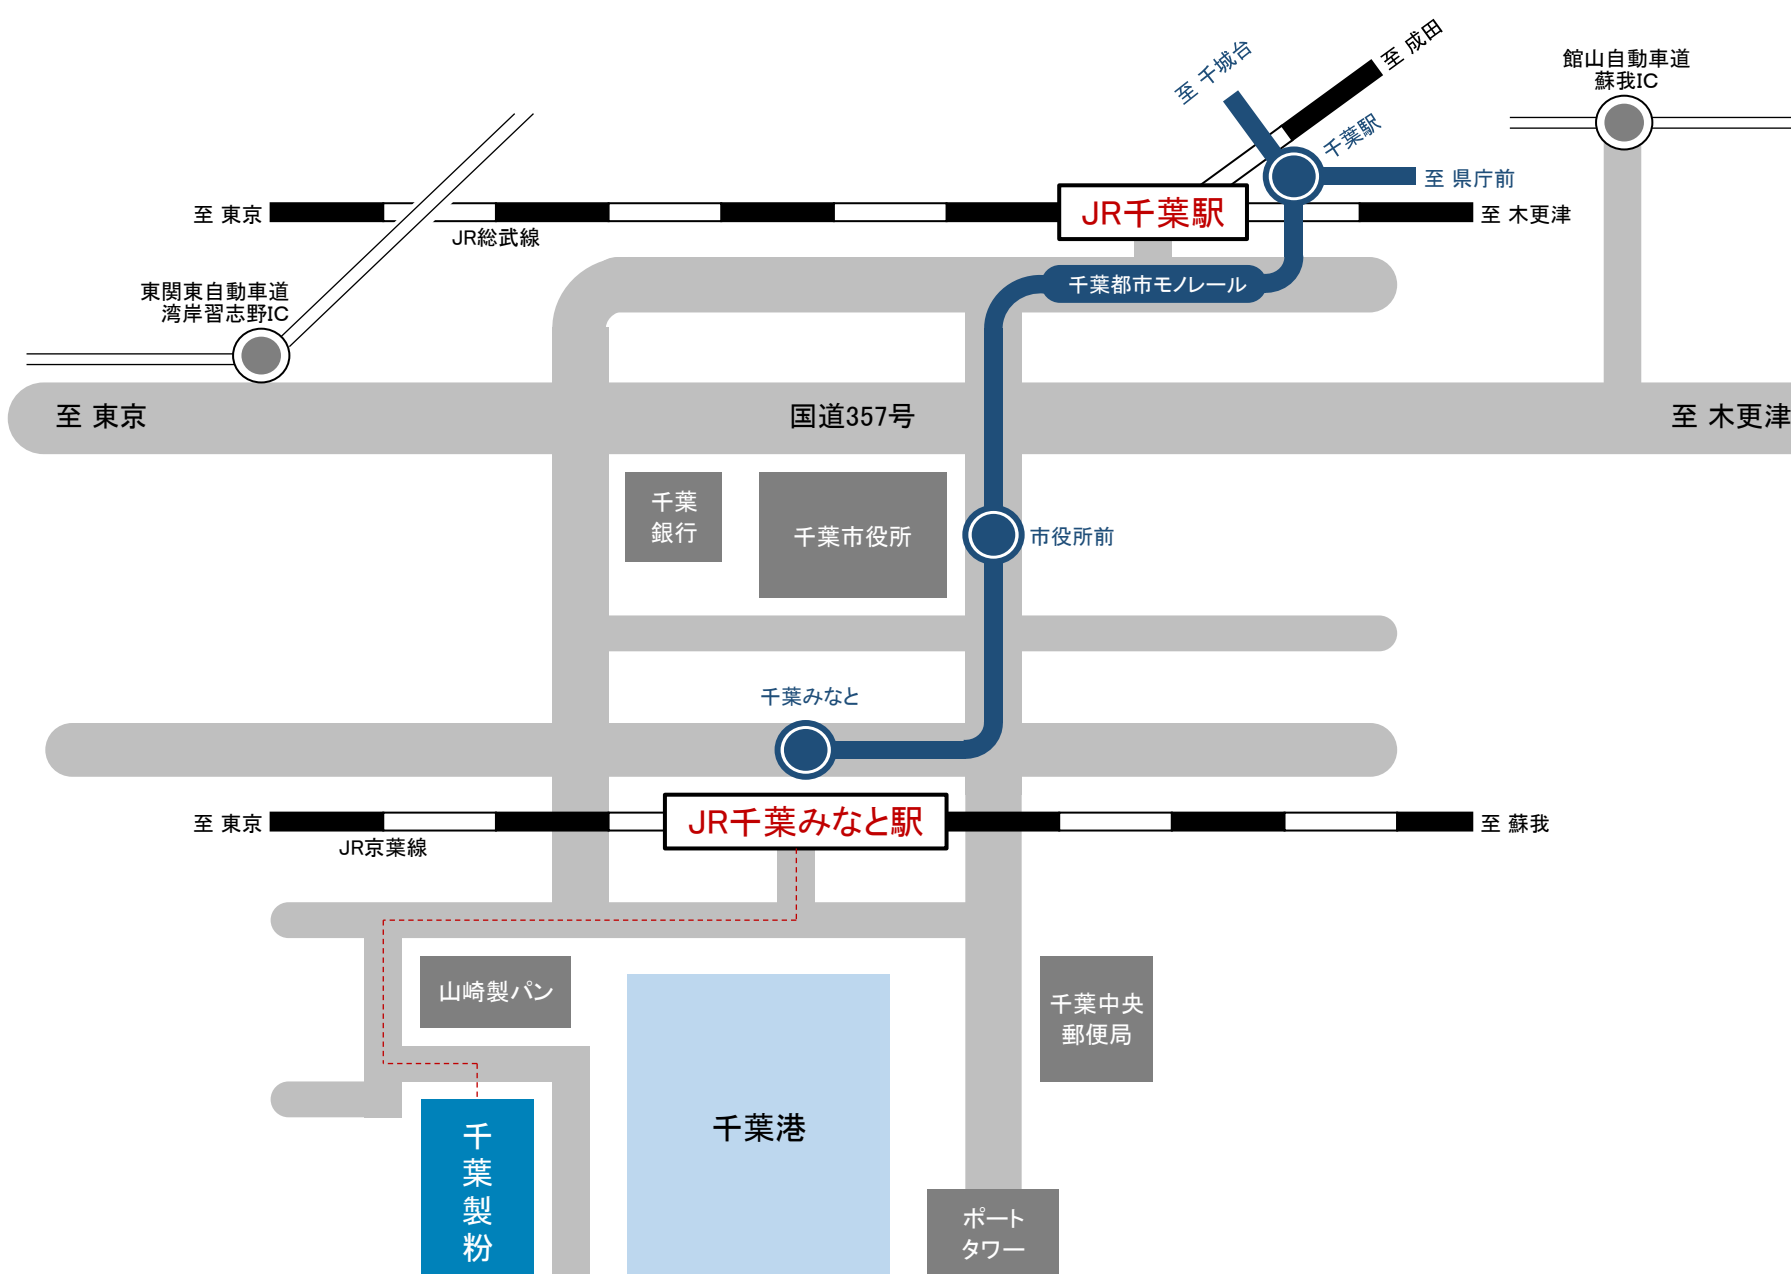 至 成田
至 千城台
館山自動車道
蘇我IC
千葉駅
至 県庁前
至 東京
JR千葉駅
至 木更津
JR総武線
東関東自動車道
湾岸習志野IC
千葉都市モノレール
至 東京
国道357号
至 木更津
千葉
銀行
千葉市役所
市役所前
千葉みなと
至 東京
JR千葉みなと駅
至 蘇我
JR京葉線
山崎製パン
千葉中央
郵便局
千葉港
千葉製粉
ポート
タワー